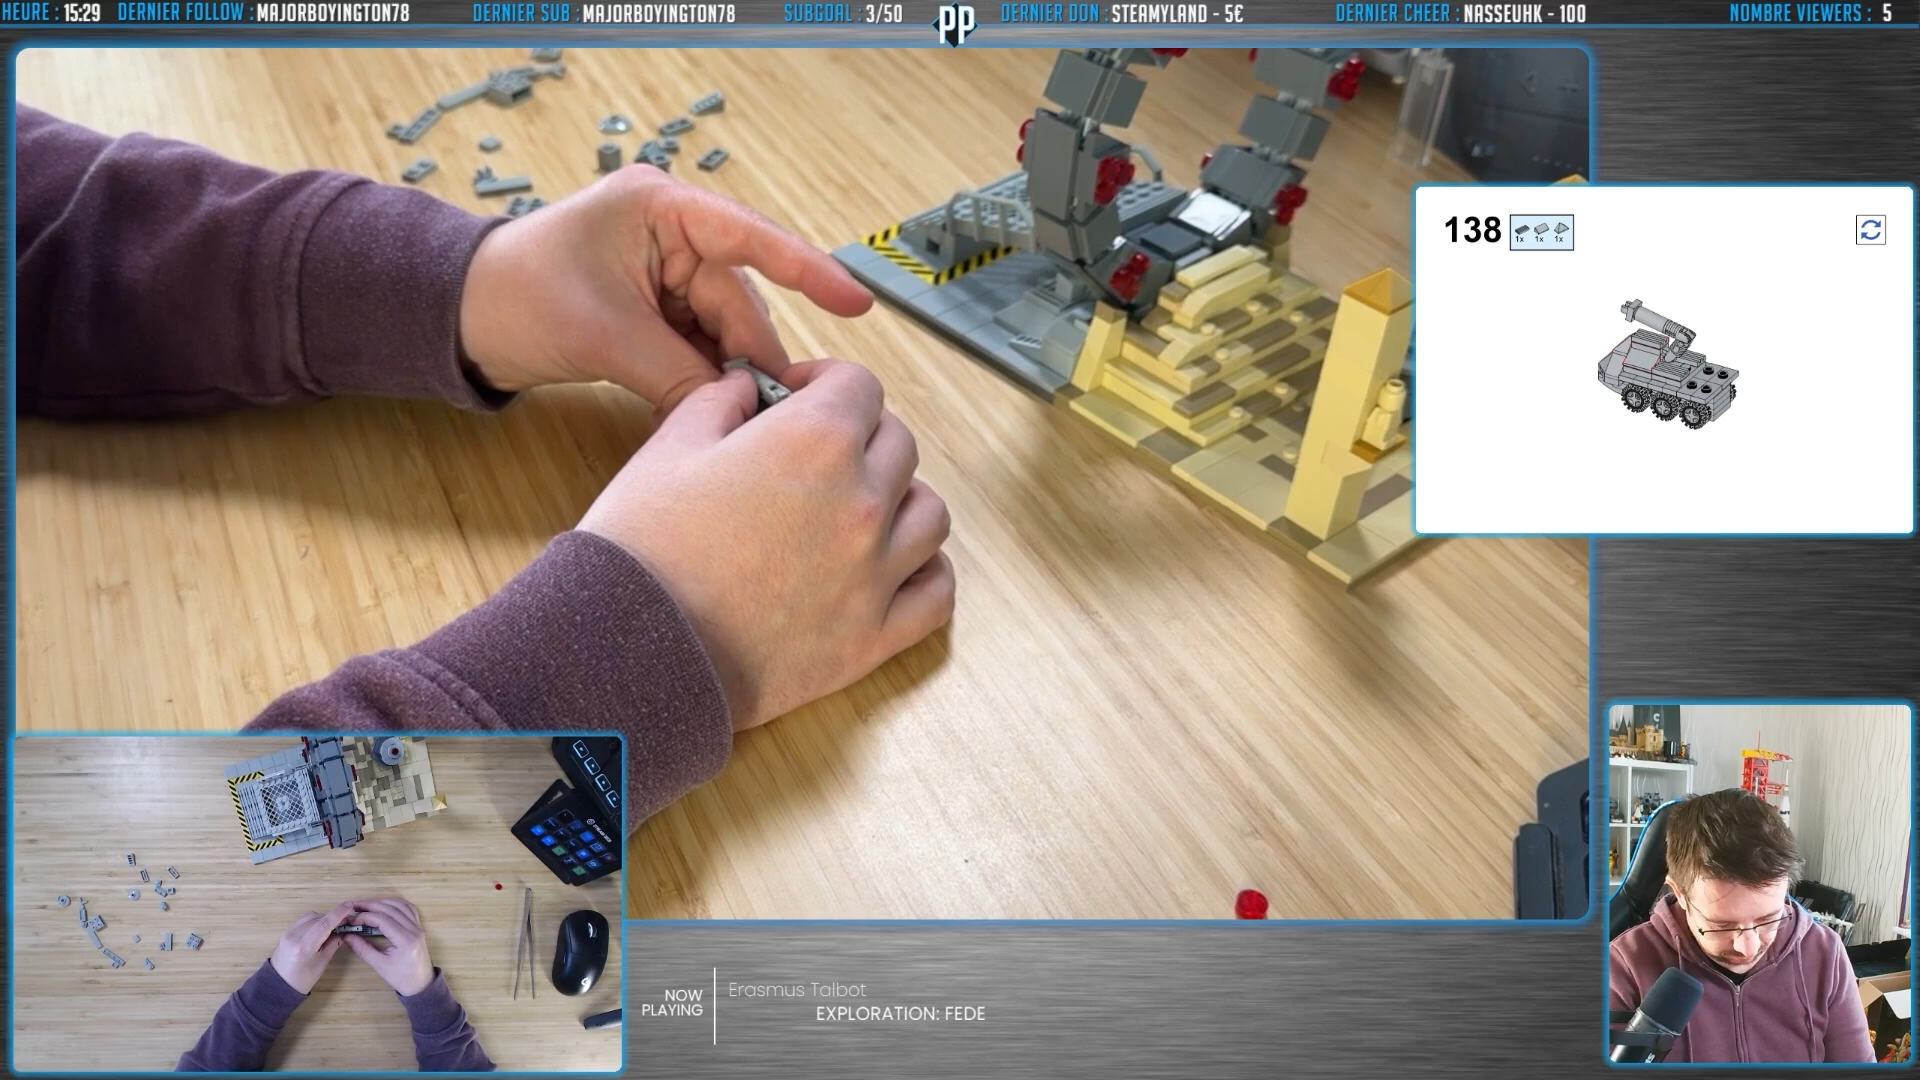 HEURE : 15:29 DERNIER FOLLOW : MAJORBOYINGTON78 DERNIER SUB : MAJORBOYINGTON78 SUBGOAL : 3/50 PP DERNIER DON : STEAMYLAND - 5€ DERNIER CHEER : NASSEUHK - 100 NOMBRE VIEWERS : 5
138
1x 1x 1x
NOW PLAYING
Erasmus Talbot
EXPLORATION: FEDE